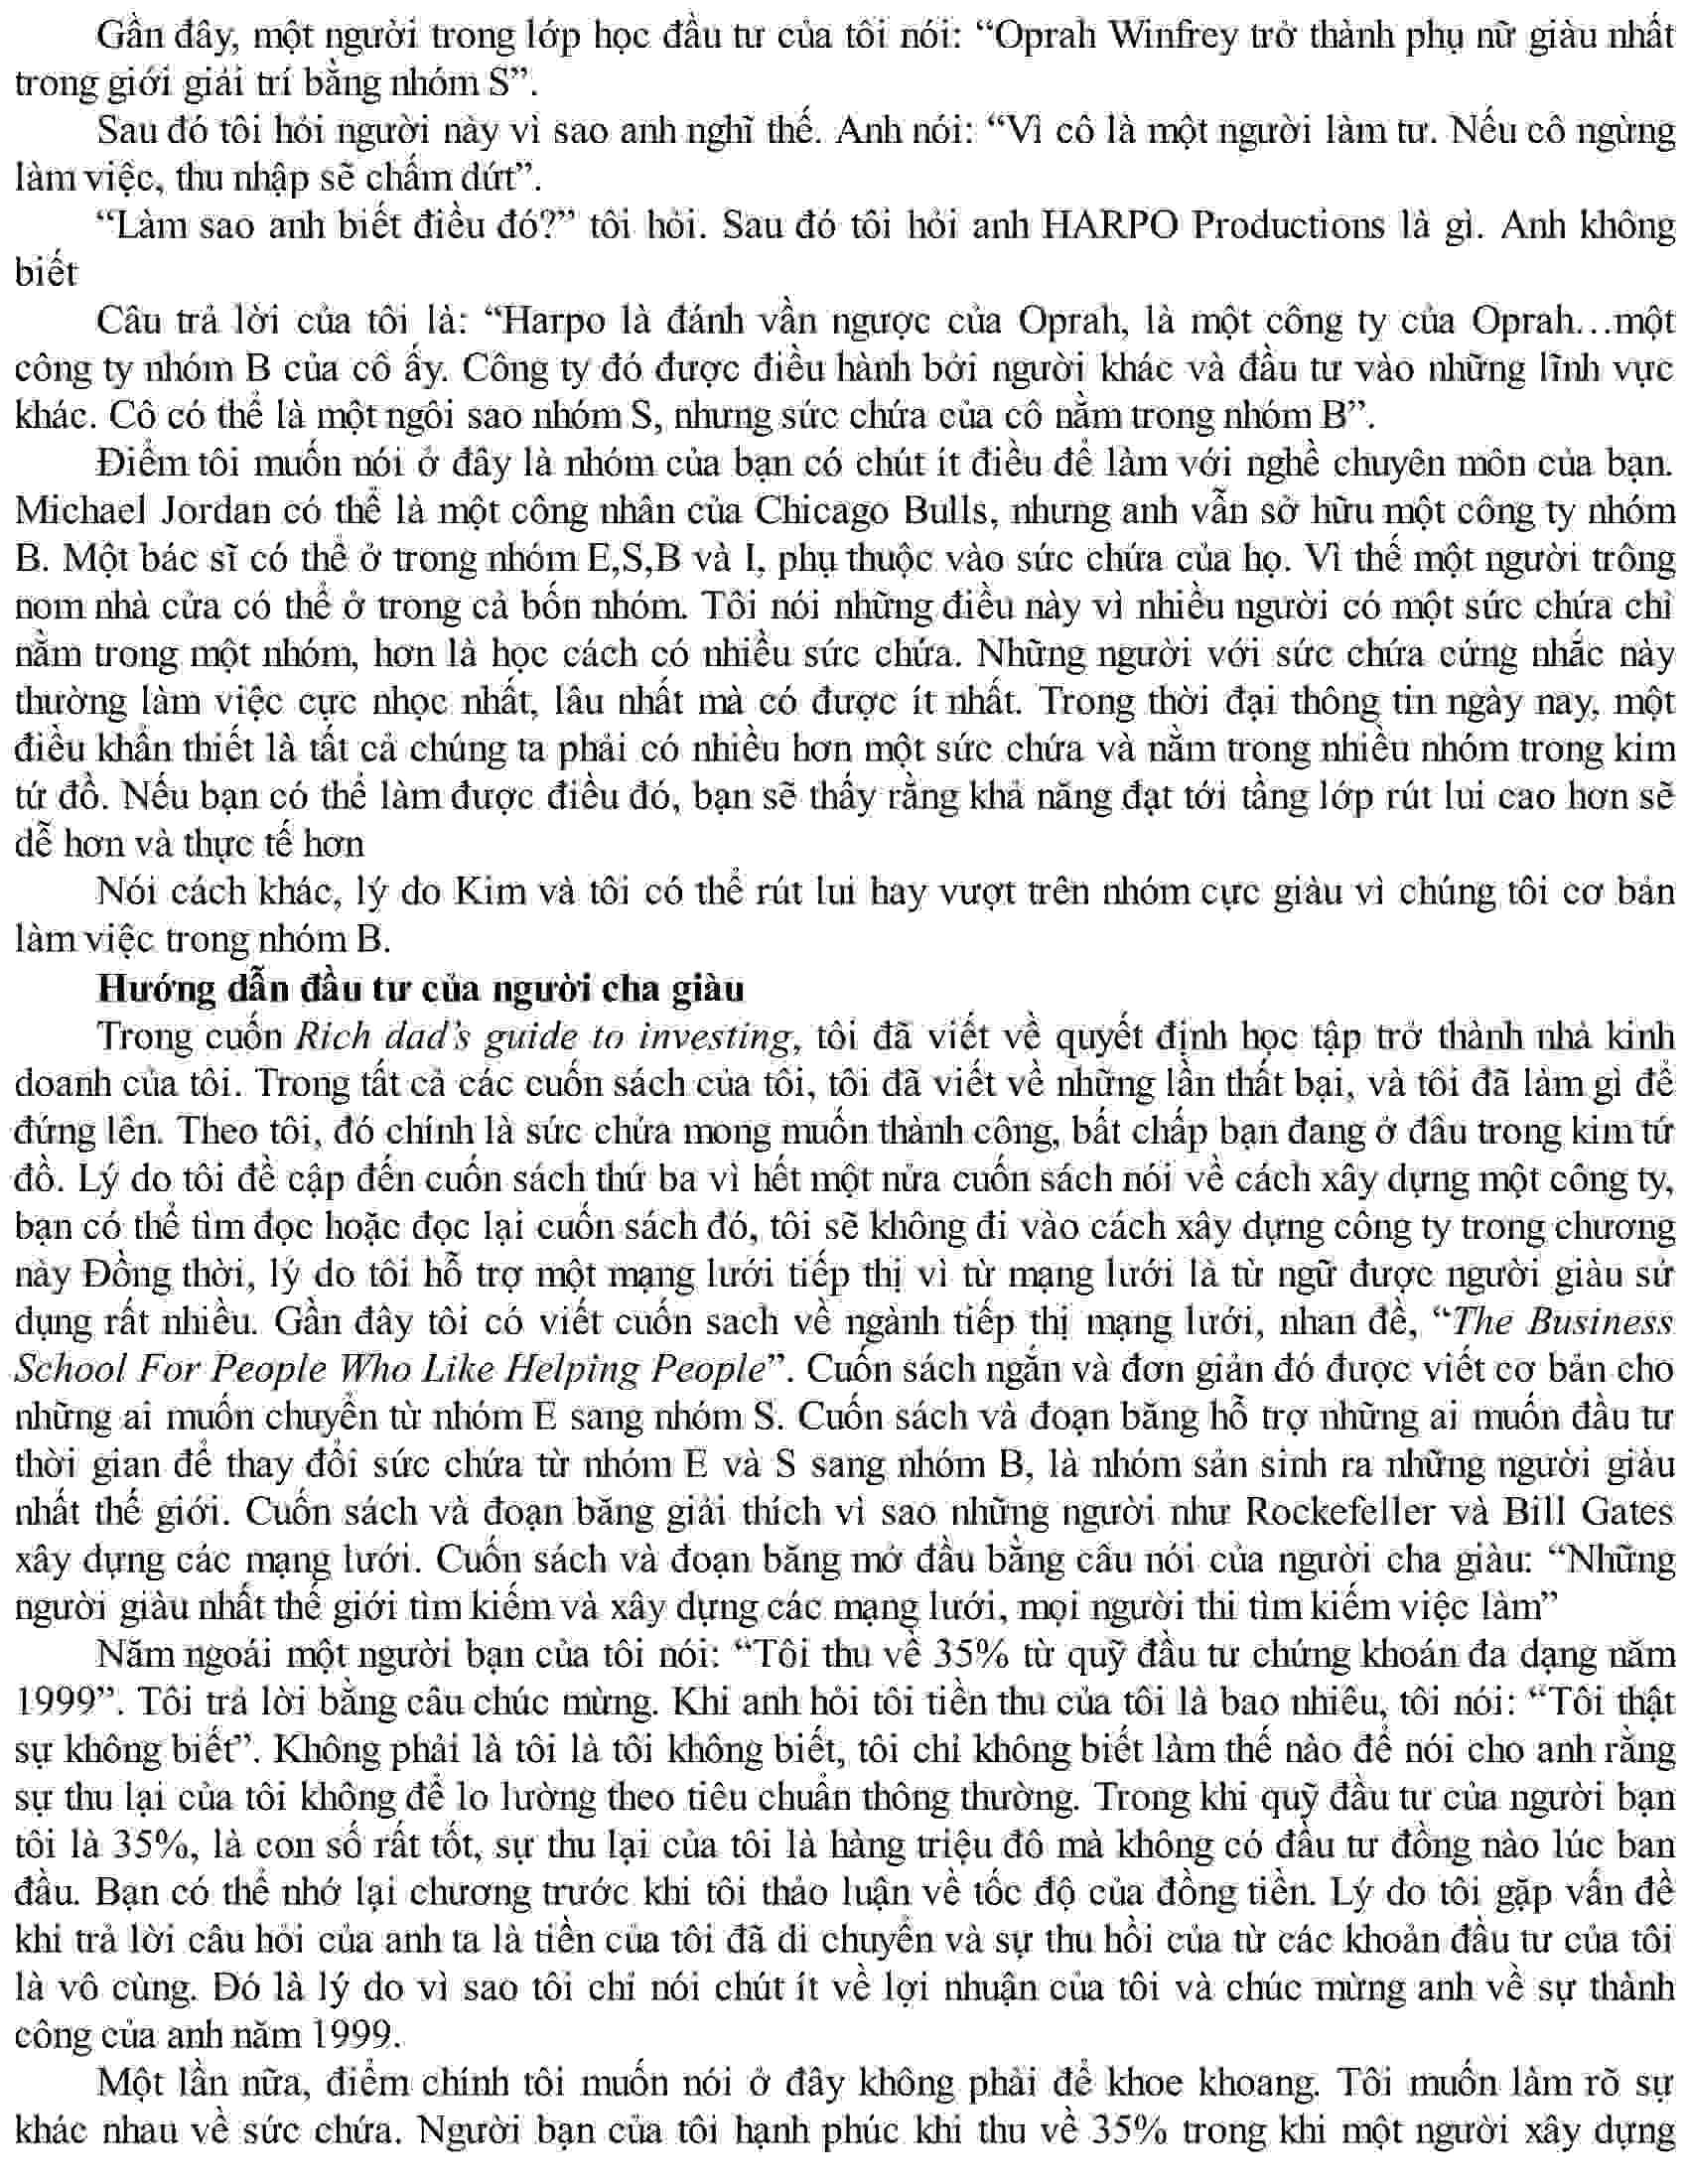 Gần đây, một người trong lớp học đầu tư của tôi nói: “Oprah Winfrey trở thành phụ nữ giàu nhất
trong giới giải trí bằng nhóm S”.
Sau đó tôi hỏi người này vì sao anh nghĩ thế. Anh nói: “Vì cô là một người làm tư. Nếu cô ngừng
làm việc, thu nhập sẽ chấm dứt”.
“Làm sao anh biết điều đó?” tôi hỏi. Sau đó tôi hỏi anh HARPO Productions là gì. Anh không
biết
Câu trả lời của tôi là: “Harpo là đánh vần ngược của Oprah, là một công ty của Oprah…một
công ty nhóm B của cô ấy. Công ty đó được điều hành bởi người khác và đầu tư vào những lĩnh vực
khác. Cô có thể là một ngôi sao nhóm S, nhưng sức chứa của cô nằm trong nhóm B”.
Điểm tôi muốn nói ở đây là nhóm của bạn có chút ít điều để làm với nghề chuyên môn của bạn.
Michael Jordan có thể là một công nhân của Chicago Bulls, nhưng anh vẫn sở hữu một công ty nhóm
B. Một bác sĩ có thể ở trong nhóm E,S,B và I, phụ thuộc vào sức chứa của họ. Vì thế một người trông
nom nhà cửa có thể ở trong cả bốn nhóm. Tôi nói những điều này vì nhiều người có một sức chứa chỉ
nằm trong một nhóm, hơn là học cách có nhiều sức chứa. Những người với sức chứa cứng nhắc này
thường làm việc cực nhọc nhất, lâu nhất mà có được ít nhất. Trong thời đại thông tin ngày nay, một
điều khẩn thiết là tất cả chúng ta phải có nhiều hơn một sức chứa và nằm trong nhiều nhóm trong kim
tứ đồ. Nếu bạn có thể làm được điều đó, bạn sẽ thấy rằng khả năng đạt tới tầng lớp rút lui cao hơn sẽ
dễ hơn và thực tế hơn
Nói cách khác, lý do Kim và tôi có thể rút lui hay vượt trên nhóm cực giàu vì chúng tôi cơ bản
làm việc trong nhóm B.
Hướng dẫn đầu tư của người cha giàu
Trong cuốn Rich dad’s guide to investing, tôi đã viết về quyết định học tập trở thành nhà kinh
doanh của tôi. Trong tất cả các cuốn sách của tôi, tôi đã viết về những lần thất bại, và tôi đã làm gì để
đứng lên. Theo tôi, đó chính là sức chứa mong muốn thành công, bất chấp bạn đang ở đâu trong kim tứ
đồ. Lý do tôi đề cập đến cuốn sách thứ ba vì hết một nửa cuốn sách nói về cách xây dựng một công ty,
bạn có thể tìm đọc hoặc đọc lại cuốn sách đó, tôi sẽ không đi vào cách xây dựng công ty trong chương
này Đồng thời, lý do tôi hỗ trợ một mạng lưới tiếp thị vì từ mạng lưới là từ ngữ được người giàu sử
dụng rất nhiều. Gần đây tôi có viết cuốn sach về ngành tiếp thị mạng lưới, nhan đề, “The Business
School For People Who Like Helping People”. Cuốn sách ngắn và đơn giản đó được viết cơ bản cho
những ai muốn chuyển từ nhóm E sang nhóm S. Cuốn sách và đoạn băng hỗ trợ những ai muốn đầu tư
thời gian để thay đổi sức chứa từ nhóm E và S sang nhóm B, là nhóm sản sinh ra những người giàu
nhất thế giới. Cuốn sách và đoạn băng giải thích vì sao những người như Rockefeller và Bill Gates
xây dựng các mạng lưới. Cuốn sách và đoạn băng mở đầu bằng câu nói của người cha giàu: “Những
người giàu nhất thế giới tìm kiếm và xây dựng các mạng lưới, mọi người thi tìm kiếm việc làm”
Năm ngoái một người bạn của tôi nói: “Tôi thu về 35% từ quỹ đầu tư chứng khoán đa dạng năm
1999”. Tôi trả lời bằng câu chúc mừng. Khi anh hỏi tôi tiền thu của tôi là bao nhiêu, tôi nói: “Tôi thật
sự không biết”. Không phải là tôi là tôi không biết, tôi chỉ không biết làm thế nào để nói cho anh rằng
sự thu lại của tôi không để lo lường theo tiêu chuẩn thông thường. Trong khi quỹ đầu tư của người bạn
tôi là 35%, là con số rất tốt, sự thu lại của tôi là hàng triệu đô mà không có đầu tư đồng nào lúc ban
đầu. Bạn có thể nhớ lại chương trước khi tôi thảo luận về tốc độ của đồng tiền. Lý do tôi gặp vấn đề
khi trả lời câu hỏi của anh ta là tiền của tôi đã di chuyển và sự thu hồi của từ các khoản đầu tư của tôi
là vô cùng. Đó là lý do vì sao tôi chỉ nói chút ít về lợi nhuận của tôi và chúc mừng anh về sự thành
công của anh năm 1999.
Một lần nữa, điểm chính tôi muốn nói ở đây không phải để khoe khoang. Tôi muốn làm rõ sự
khác nhau về sức chứa. Người bạn của tôi hạnh phúc khi thu về 35% trong khi một người xây dựng